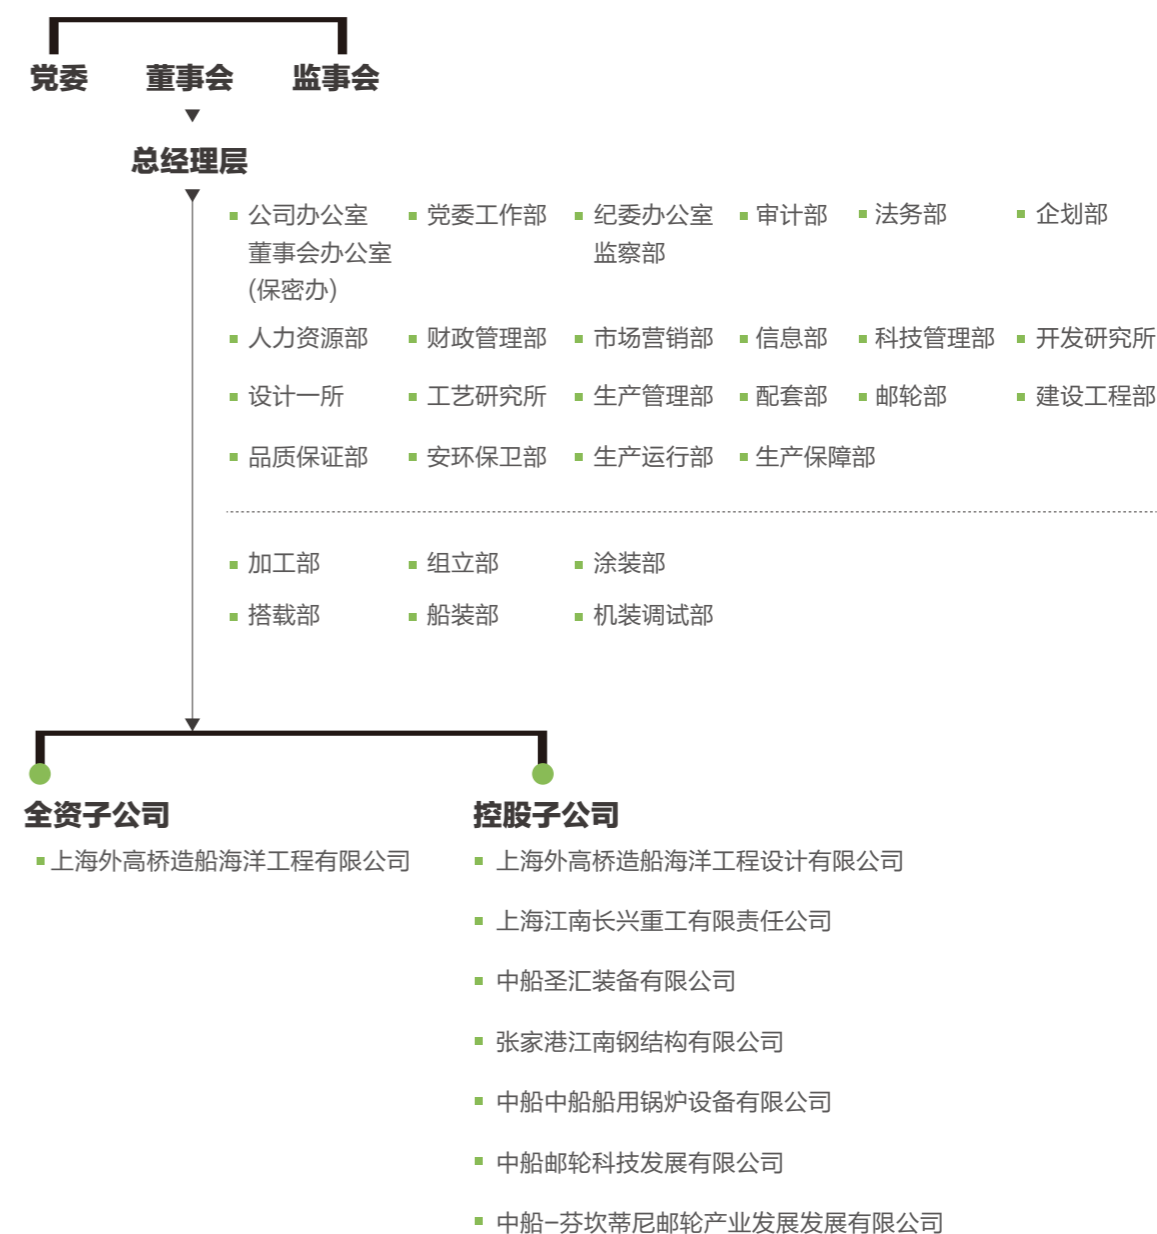 党委 董事会 监事会
总经理层
公司办公室 党委工作部 纪委办公室 审计部 法务部 企划部
董事会办公室 监察部
(保密办)
人力资源部 财政管理部 市场营销部 信息部 科技管理部 开发研究所
设计一所 工艺研究所 生产管理部 配套部 邮轮部 建设工程部
品质保证部 安环保卫部 生产运行部 生产保障部
加工部 组立部 涂装部
搭载部 船装部 机装调试部
全资子公司 控股子公司
上海外高桥造船海洋工程有限公司 上海外高桥造船海洋工程设计有限公司
上海江南长兴重工有限责任公司
中船圣汇装备有限公司
张家港江南钢结构有限公司
中船中船船用锅炉设备有限公司
中船邮轮科技发展有限公司
中船–芬坎蒂尼邮轮产业发展发展有限公司